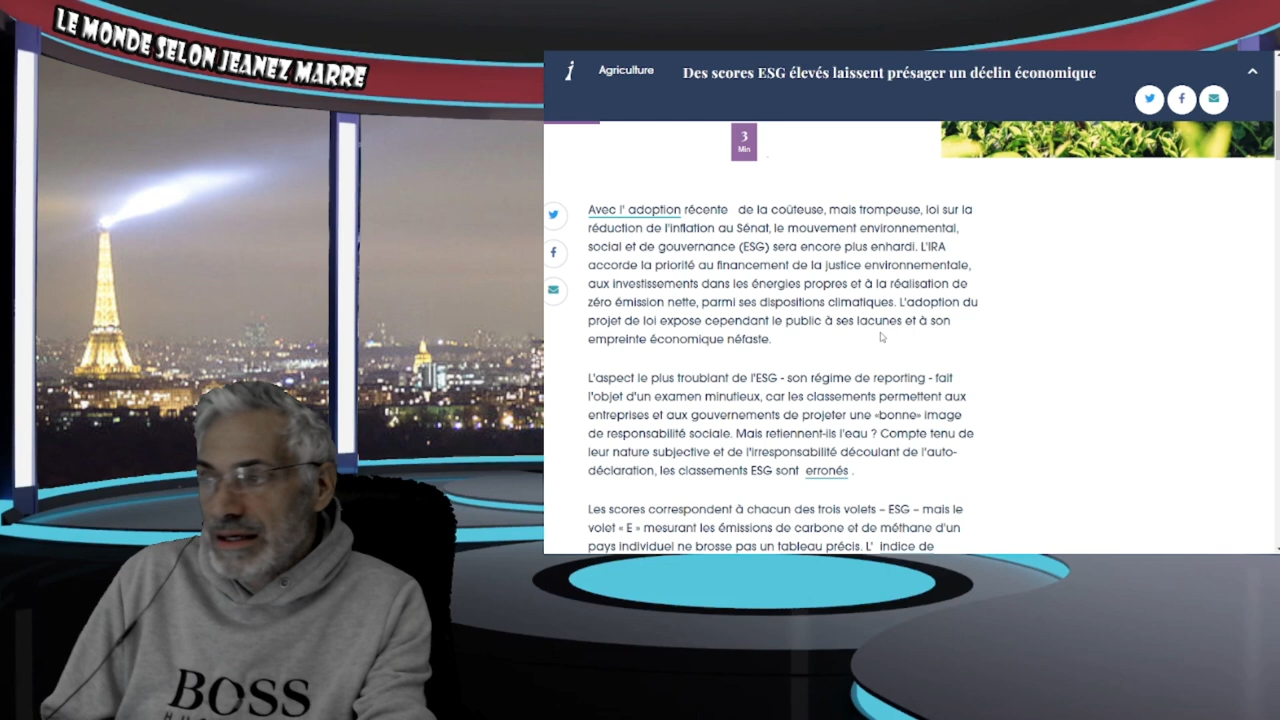 LE MONDE SELON JEANEZ MARRE
i Agriculture Des scores ESG élevés laissent présager un déclin économique
3
Min
Avec l' adoption récente de la coûteuse, mais trompeuse, loi sur la
réduction de l'inflation au Sénat, le mouvement environnemental,
social et de gouvernance (ESG) sera encore plus enhardi. L'IRA
accorde la priorité au financement de la justice environnementale,
aux investissements dans les énergies propres et à la réalisation de
zéro émission nette, parmi ses dispositions climatiques. L'adoption du
projet de loi expose cependant le public à ses lacunes et à son
empreinte économique néfaste.
L'aspect le plus troublant de l'ESG - son régime de reporting - fait
l'objet d'un examen minutieux, car les classements permettent aux
entreprises et aux gouvernements de projeter une «bonne» image
de responsabilité sociale. Mais retiennent-ils l'eau ? Compte tenu de
leur nature subjective et de l'irresponsabilité découlant de l'auto-
déclaration, les classements ESG sont erronés .
Les scores correspondent à chacun des trois volets – ESG – mais le
volet « E » mesurant les émissions de carbone et de méthane d'un
pays individuel ne brosse pas un tableau précis. L' indice de
BOSS